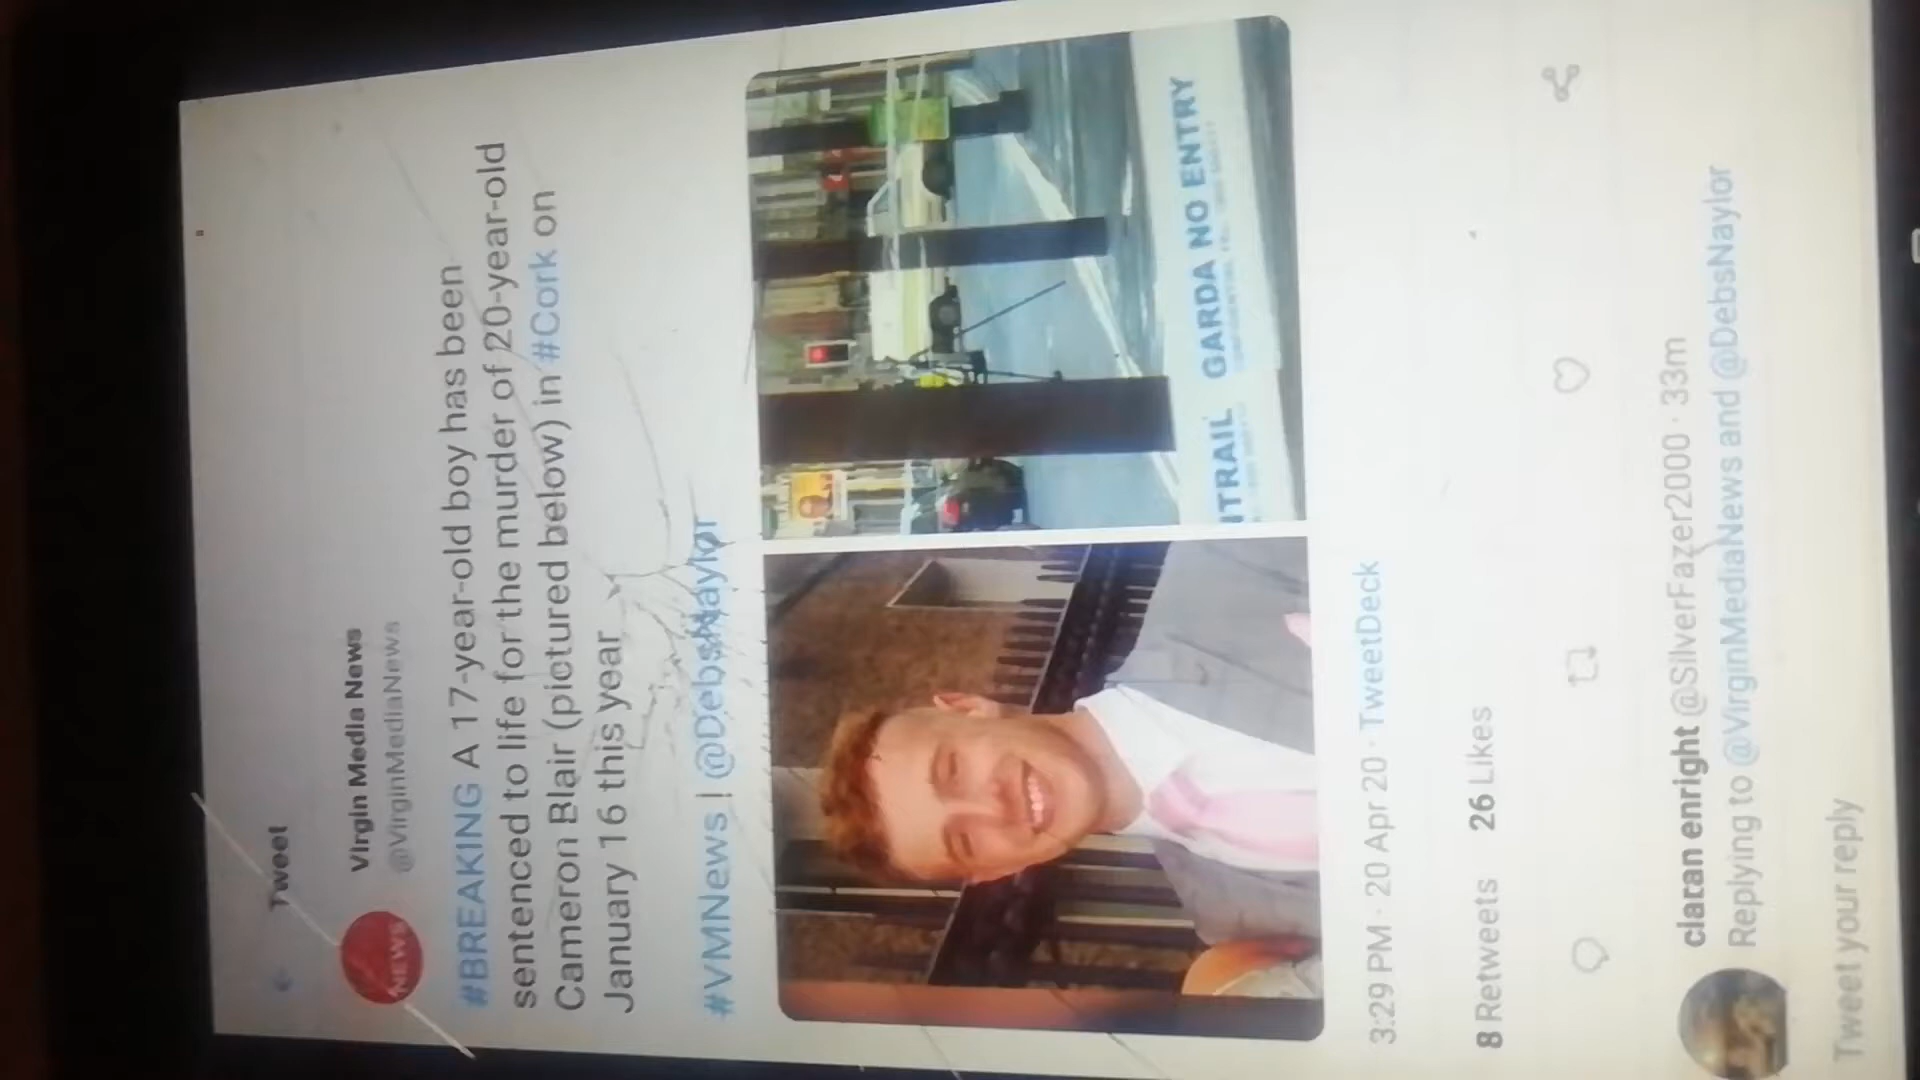 Tweet
Virgin Media News
@VirginMediaNews
NEWS
#BREAKING A 17-year-old boy has been
sentenced to life for the murder of 20-year-old
Cameron Blair (pictured below) in #Cork on
January 16 this year
#VMNews | @DebsNaylor
GARDA NO ENTRY
3:29 PM · 20 Apr 20 · TweetDeck
8 Retweets 26 Likes
ciaran enright @SilverFazer2000 · 33m
Replying to @VirginMediaNews and @DebsNaylor
Tweet your reply